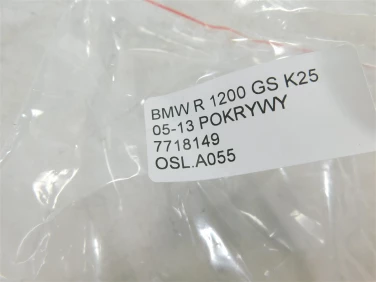 BMW R 1200 GS K25
05-13 POKRYWY
7718149
OSL.A055